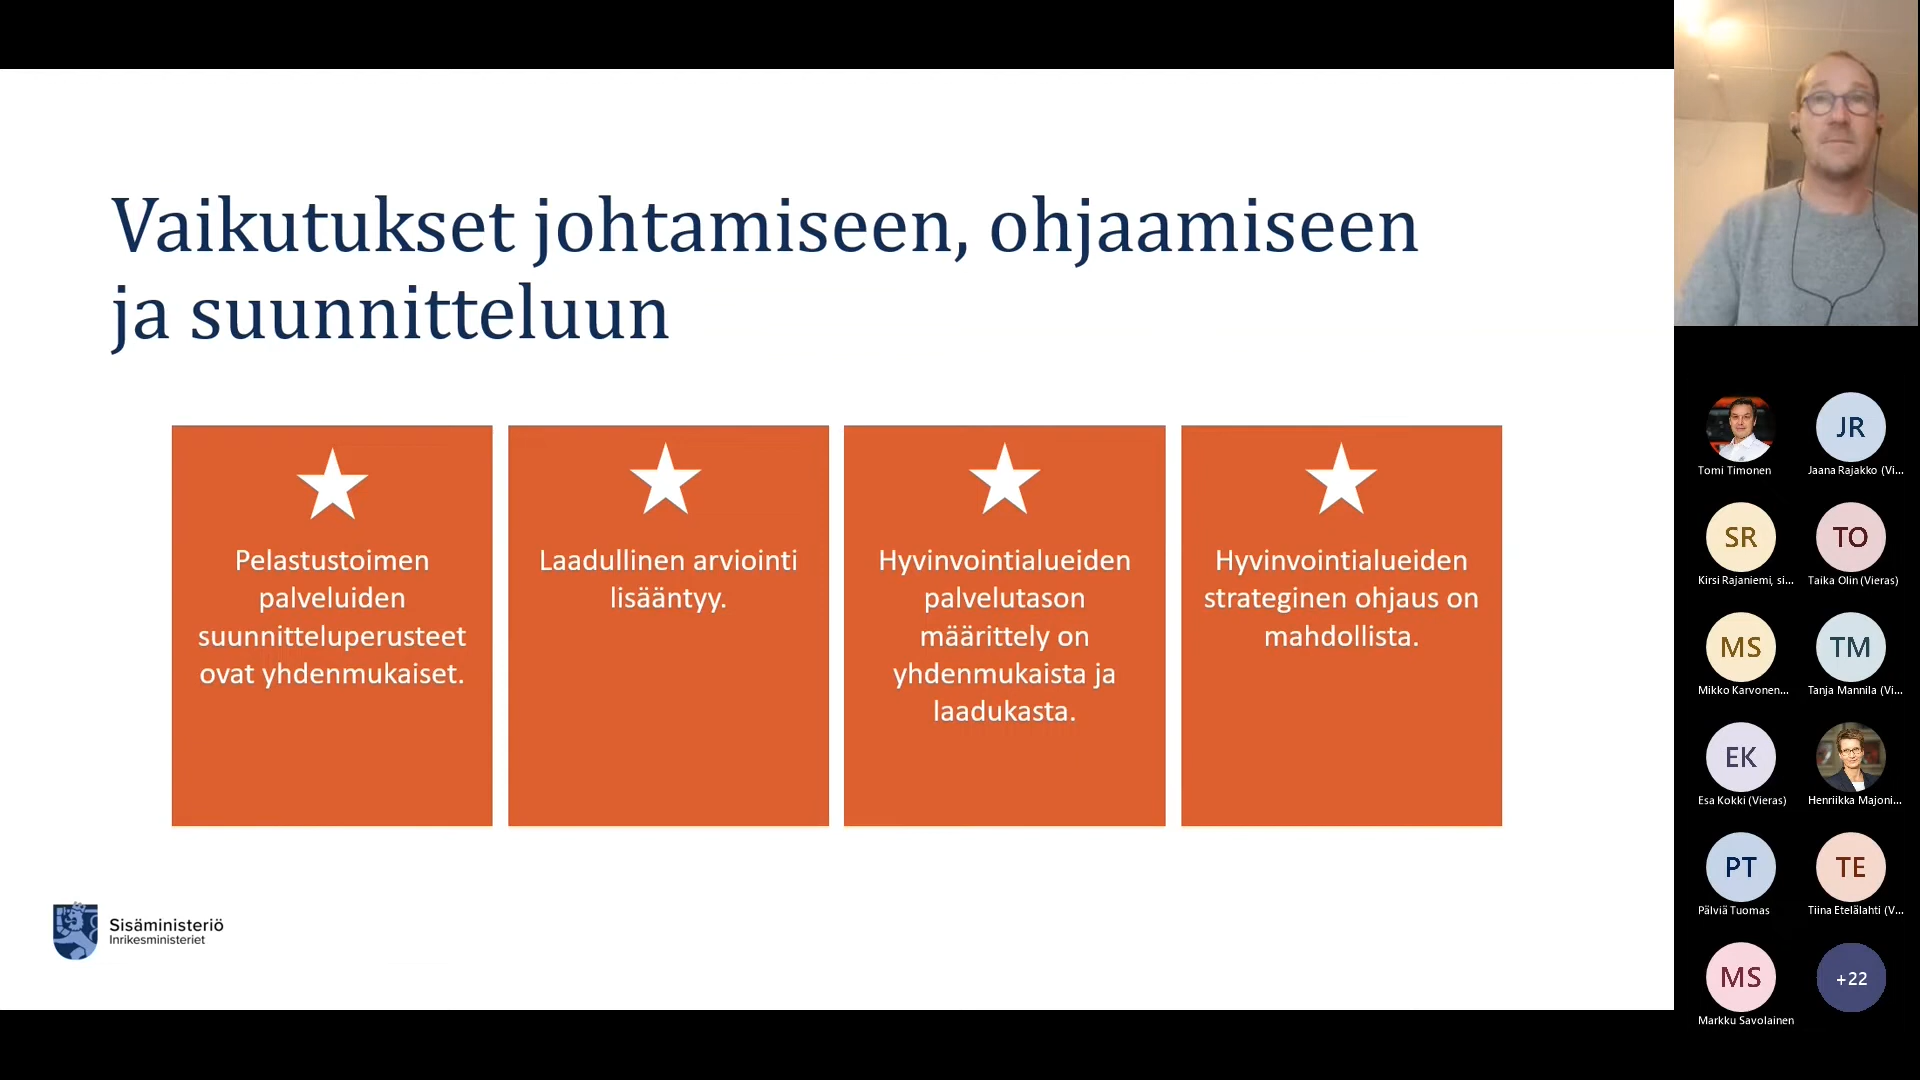 Vaikutukset johtamiseen, ohjaamiseen
ja suunnitteluun
Pelastustoimen
palveluiden
suunnitteluperusteet
ovat yhdenmukaiset.
Laadullinen arviointi
lisääntyy.
Hyvinvointialueiden
palvelutason
määrittely on
yhdenmukaista ja
laadukasta.
Hyvinvointialueiden
strateginen ohjaus on
mahdollista.
Sisäministeriö
Inrikesministeriet
Tomi Timonen
JR
Jaana Rajakko (Vi...
SR
Kirsi Rajaniemi, si...
TO
Taika Olin (Vieras)
MS
Mikko Karvonen...
TM
Tanja Mannila (Vi...
EK
Esa Kokki (Vieras)
Henriikka Majoni...
PT
Pälviä Tuomas
TE
Tiina Etelälahti (V...
MS
Markku Savolainen
+22